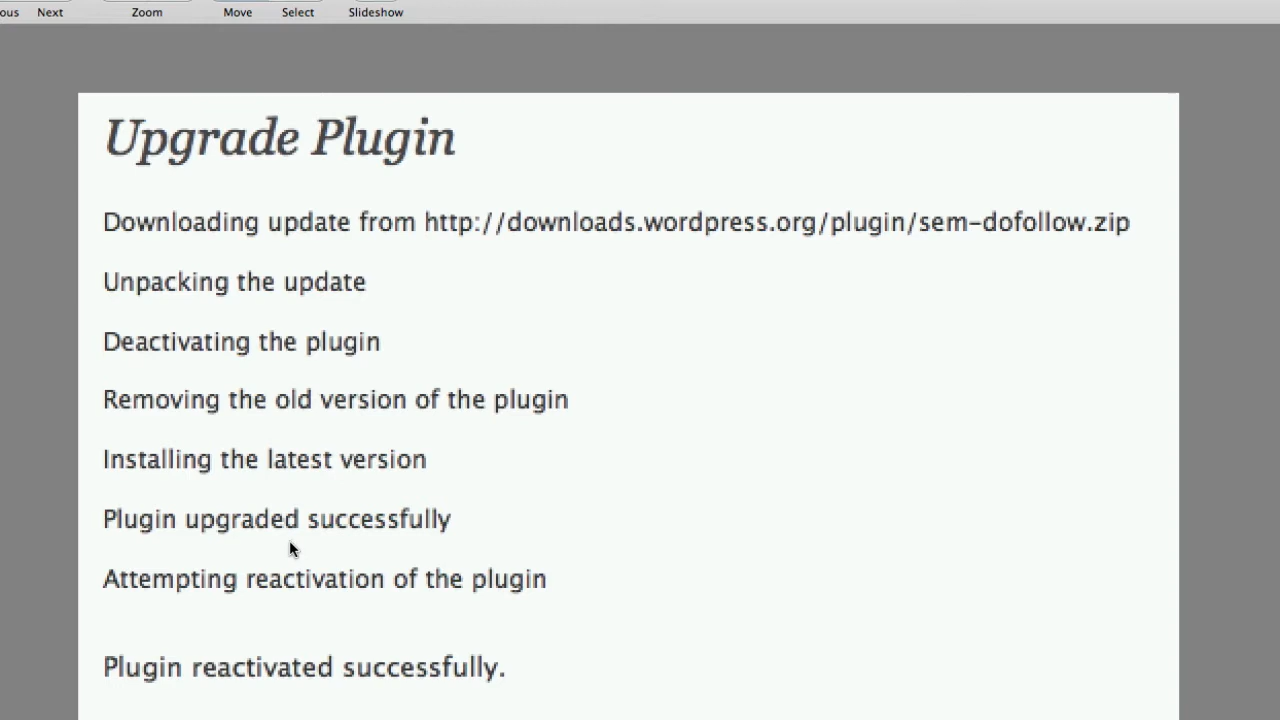 ous Next Zoom Move Select Slideshow
Upgrade Plugin
Downloading update from http://downloads.wordpress.org/plugin/sem-dofollow.zip
Unpacking the update
Deactivating the plugin
Removing the old version of the plugin
Installing the latest version
Plugin upgraded successfully
Attempting reactivation of the plugin
Plugin reactivated successfully.